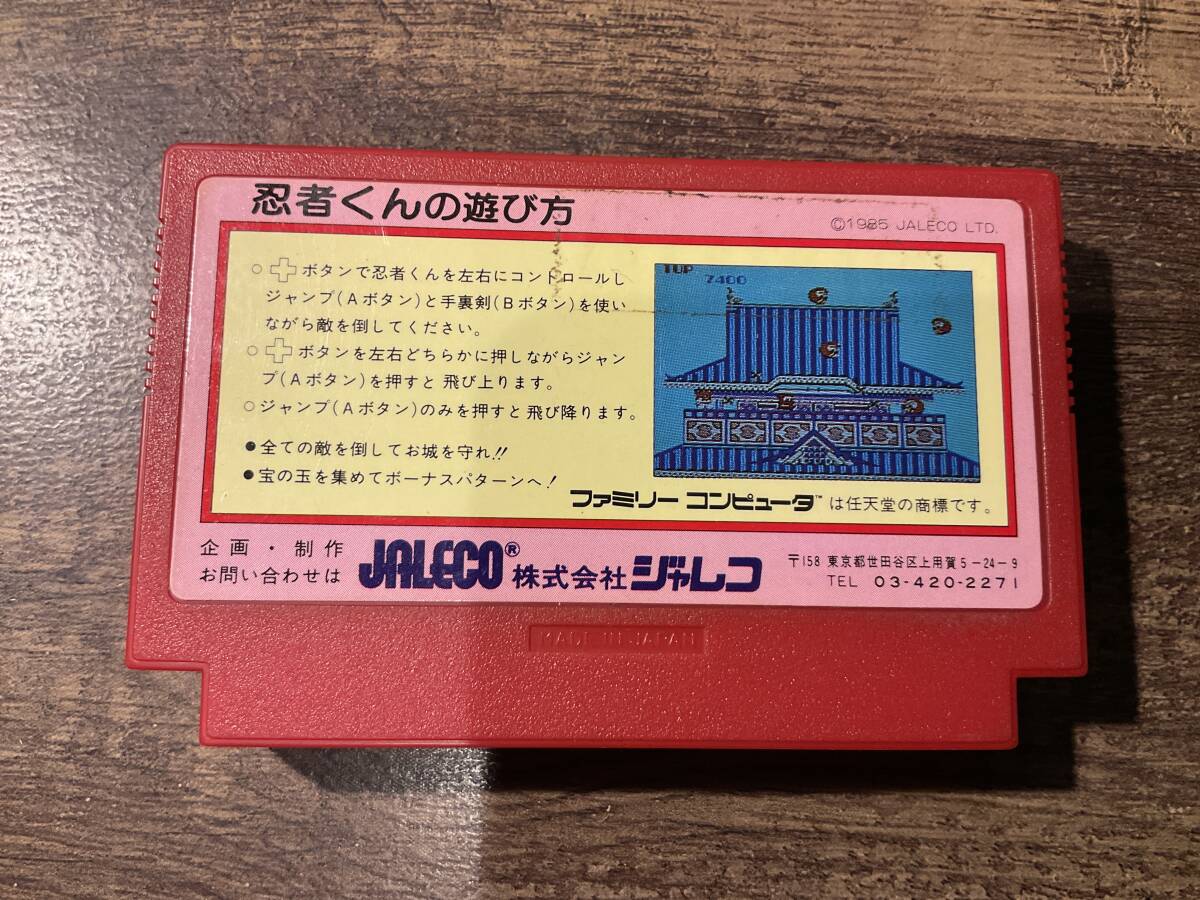 忍者くんの遊び方
©1985 JALECO LTD.
○✚ボタンで忍者くんを左右にコントロールし
ジャンプ(Aボタン)と手裏剣(Bボタン)を使い
ながら敵を倒してください。
○✚ボタンを左右どちらかに押しながらジャン
プ(Aボタン)を押すと飛び上ります。
○ジャンプ(Aボタン)のみを押すと飛び降ります。
●全ての敵を倒してお城を守れ!!
●宝の玉を集めてボーナスパターンへ!
1UP
7400
ファミリーコンピュータ™は任天堂の商標です。
企画・制作
お問い合わせは
JALECO® 株式会社ジャレコ
〒158 東京都世田谷区上用賀5-24-9
TEL 03-420-2271
MADE IN JAPAN